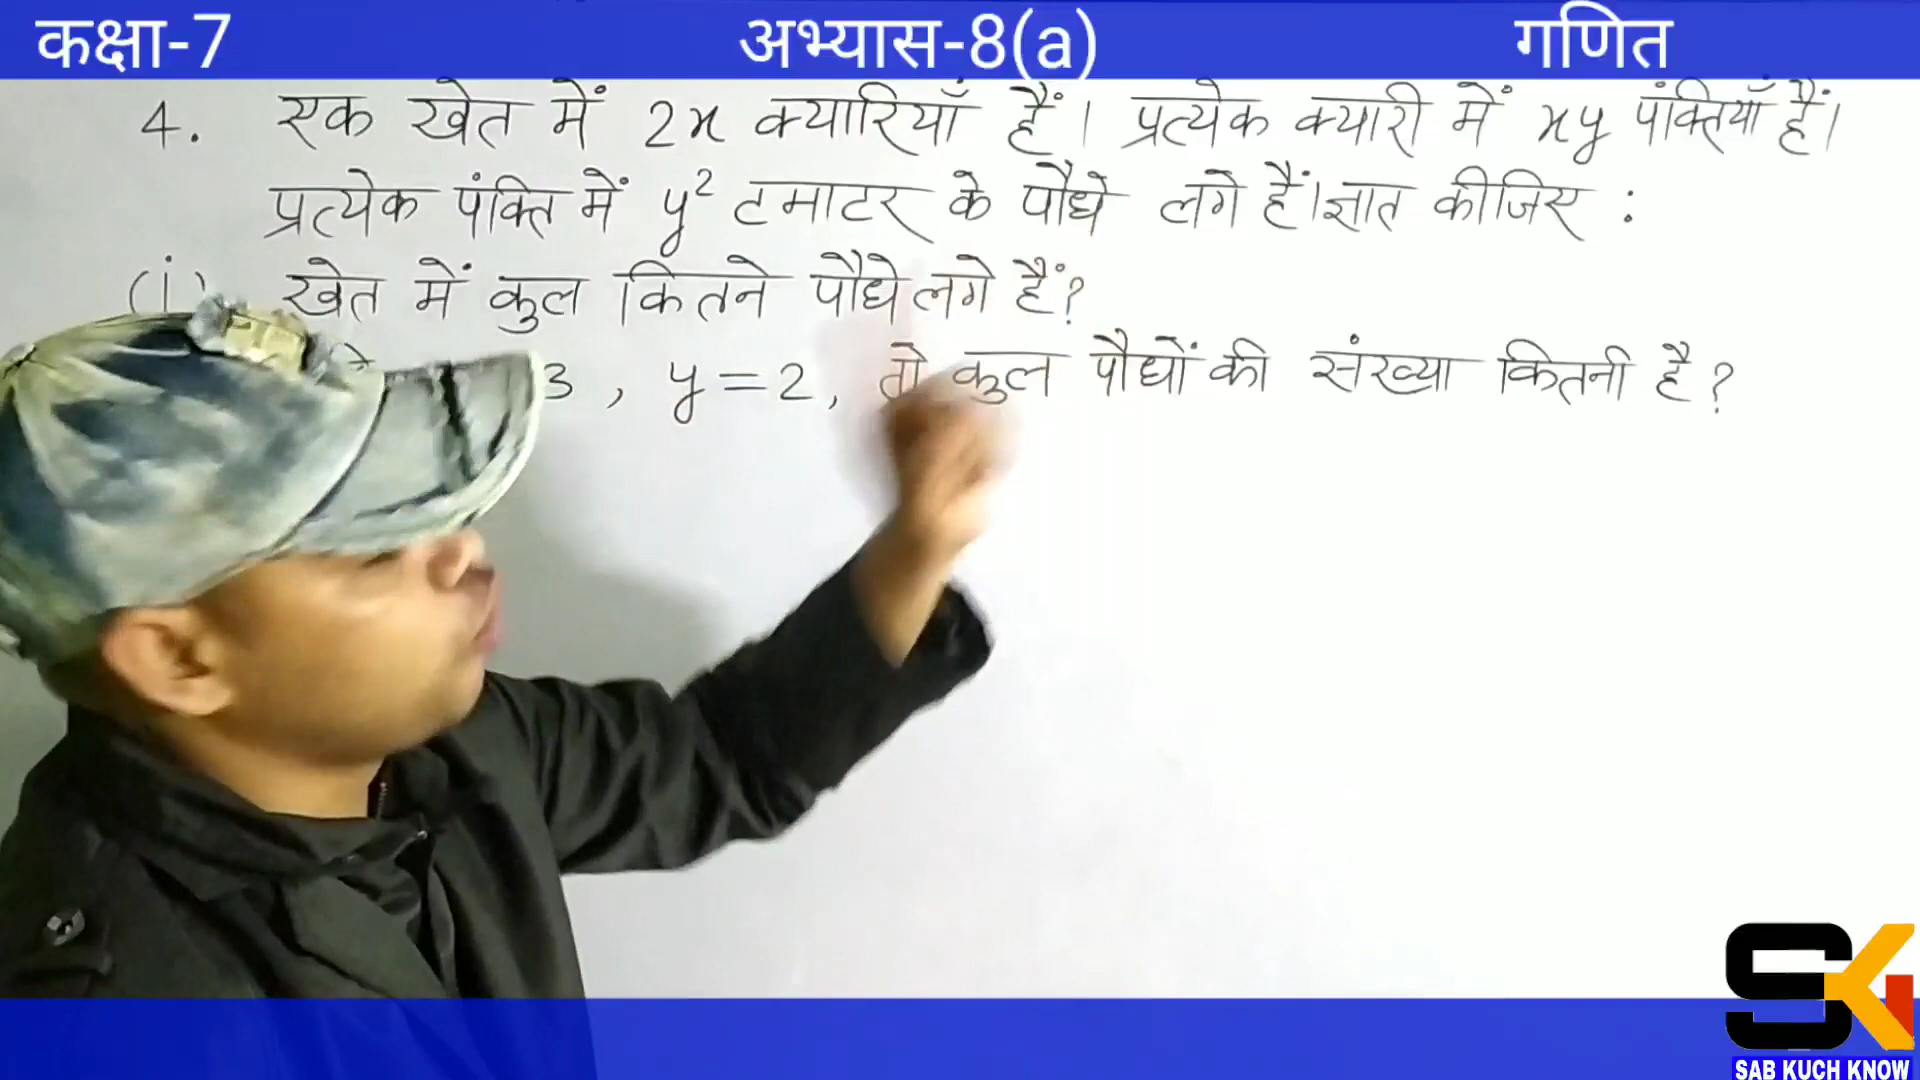 कक्षा-7 अभ्यास-8(a) गणित
4. एक खेत में 2x क्यारियाँ हैं। प्रत्येक क्यारी में xy पंक्तियाँ हैं।
प्रत्येक पंक्ति में y² टमाटर के पौधे लगे हैं। ज्ञात कीजिए :
(i) खेत में कुल कितने पौधे लगे हैं?
3, y=2, तो कुल पौधों की संख्या कितनी है?
SK
SAB KUCH KNOW